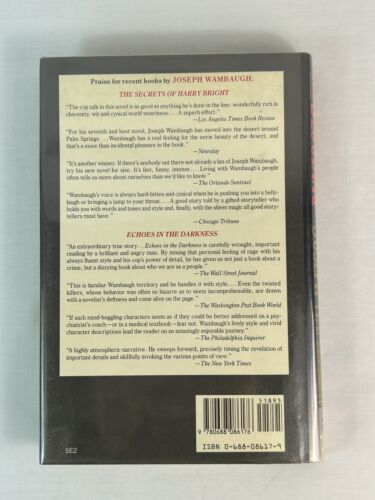 Praise for recent books by JOSEPH WAMBAUGH:
THE SECRETS OF HARRY BRIGHT
“The cop talk in this novel is as good as anything he's done in the line: wonderfully rich in
obscenity, wit and cynical world weariness. . . . A superb effort.”
—Los Angeles Times Book Review
“For his seventh and best novel, Joseph Wambaugh has moved into the desert around
Palm Springs. . . . Wambaugh has a real feeling for the eerie beauty of the desert, and
that's a more than incidental pleasure in the book.”
—Newsday
“It's another winner. If there's anybody out there not already a fan of Joseph Wambaugh,
try his new novel for size. It's fast, funny, intense. . . . Living with Wambaugh's people
often tells us more about ourselves than we'd like to know.”
—The Orlando Sentinel
“Wambaugh's voice is always hard-bitten and cynical when he is pushing you into a belly-
laugh or bringing a lump to your throat. . . . A good story told by a gifted storyteller who
holds you with words and tones and style and, finally, with the sheer magic all good story-
tellers must have.”
—Chicago Tribune
ECHOES IN THE DARKNESS
“An extraordinary true story. . . . Echoes in the Darkness is carefully wrought, important
reading by a brilliant and angry man. By mixing that personal feeling of rage with his
always fluent style and his cop's power of detail, he has given us not just a book about a
crime, but a dazzling book about who we are as a people.”
—The Wall Street Journal
“This is familiar Wambaugh territory and he handles it with style. . . . Even the twisted
killers, whose behavior was often so bizarre as to seem incomprehensible, are drawn
with a novelist's deftness and come alive on the page.”
—The Washington Post Book World
“If such mind-boggling characters seem as if they could be better addressed on a psy-
chiatrist's couch—or in a medical textbook—fear not. Wambaugh's lively style and vivid
character descriptions lead the reader on an amazingly enjoyable journey.”
—The Philadelphia Inquirer
“A highly atmospheric narrative. He sweeps forward, precisely timing the revelation of
important details and skillfully invoking the various points of view.”
—The New York Times
51895
9 780688 086176
5E2
ISBN 0-688-08617-9